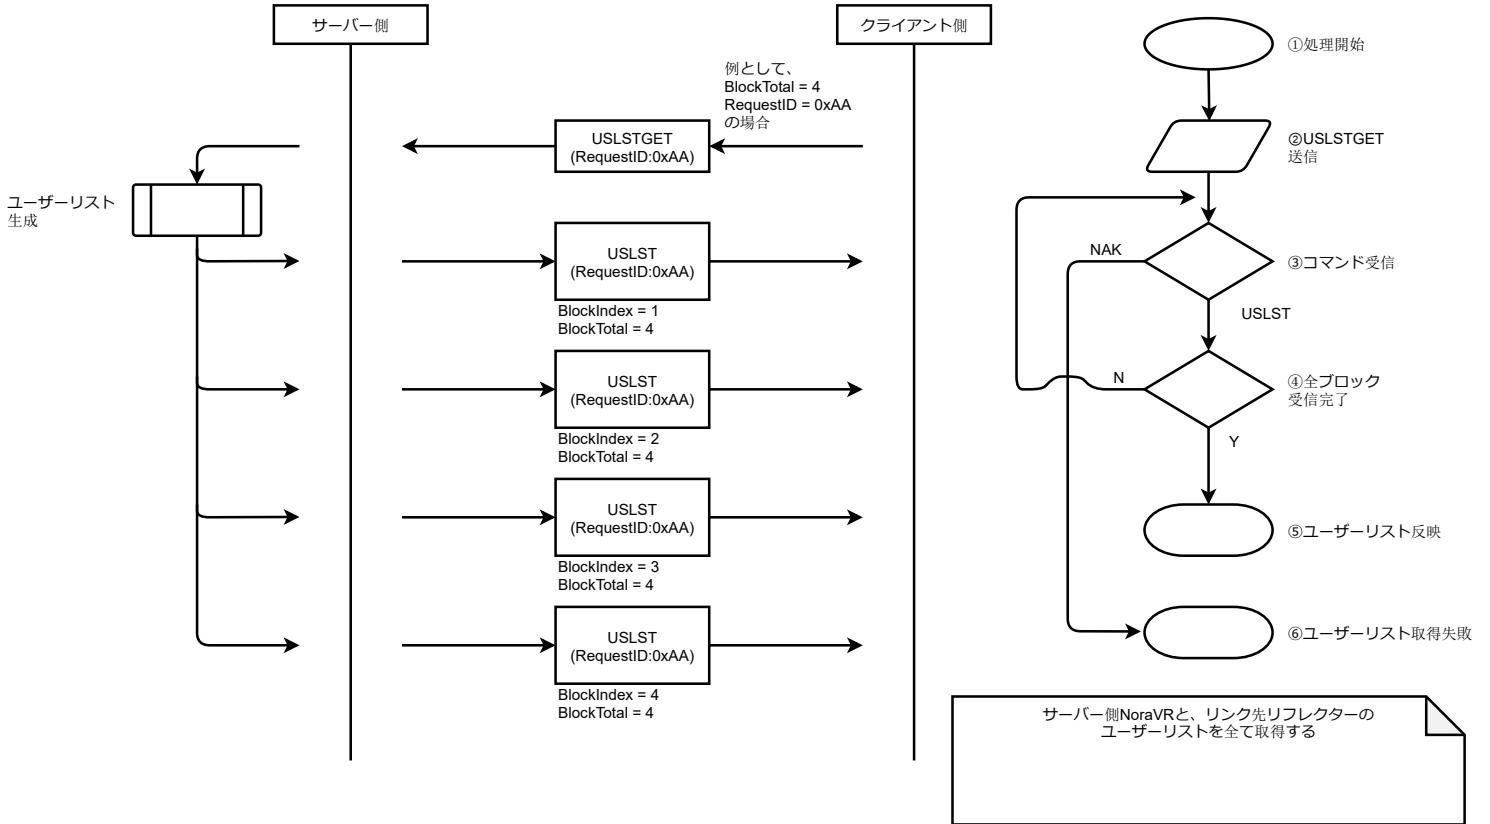 サーバー側
クライアント側
例として、
BlockTotal = 4
RequestID = 0xAA
の場合
USLSTGET
(RequestID:0xAA)
ユーザーリスト
生成
USLST
(RequestID:0xAA)
BlockIndex = 1
BlockTotal = 4
USLST
(RequestID:0xAA)
BlockIndex = 2
BlockTotal = 4
USLST
(RequestID:0xAA)
BlockIndex = 3
BlockTotal = 4
USLST
(RequestID:0xAA)
BlockIndex = 4
BlockTotal = 4
①処理開始
②USLSTGET
送信
NAK
③コマンド受信
USLST
N
④全ブロック
受信完了
Y
⑤ユーザーリスト反映
⑥ユーザーリスト取得失敗
サーバー側NoraVRと、リンク先リフレクターの
ユーザーリストを全て取得する